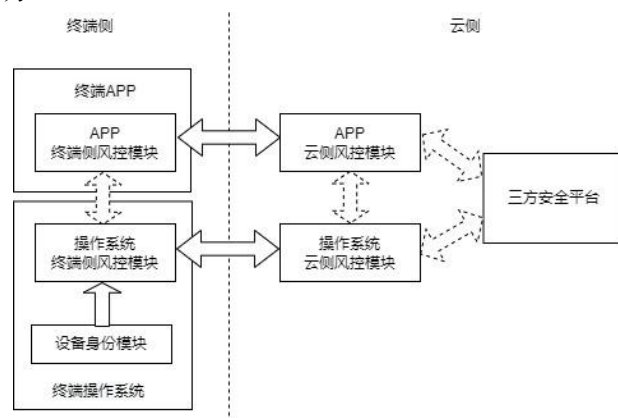 终端侧
云侧
终端APP
APP
终端侧风控模块
APP
云侧风控模块
三方安全平台
操作系统
终端侧风控模块
操作系统
云侧风控模块
设备身份模块
终端操作系统